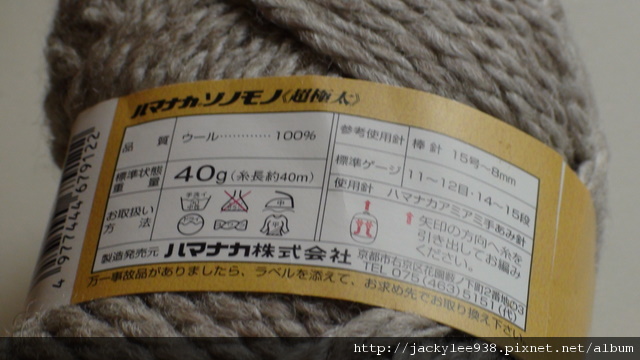 ハマナカ ソノモノ《超極太》
品質 ウール…………100%
標準状態重量 40g(糸長約40m)
お取扱い方法
中
中
製造発売元 ハマナカ株式会社
参考使用針 棒針 15号～8mm
標準ゲージ 11～12目・14～15段
使用針 ハマナカアミアミ手あみ針
矢印の方向へ糸を
引き出してお編み
ください。
京都市右京区花園薮ノ下町2番地の3
TEL 075(463)5151(代)
万一事故品がありましたら、ラベルを添えて、お求め先でお取り換え下さい
4 977444 679122
http://jackylee938.pixnet.net/album